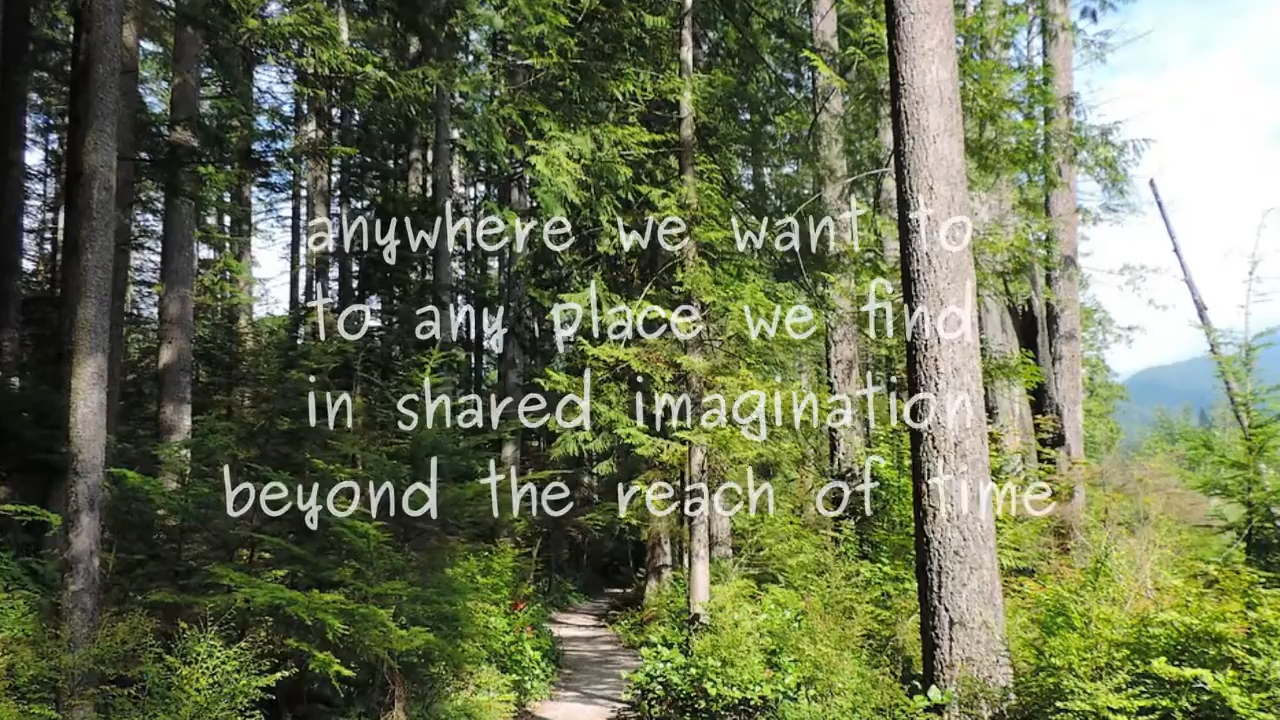 anywhere we want to
to any place we find
in shared imagination
beyond the reach of time